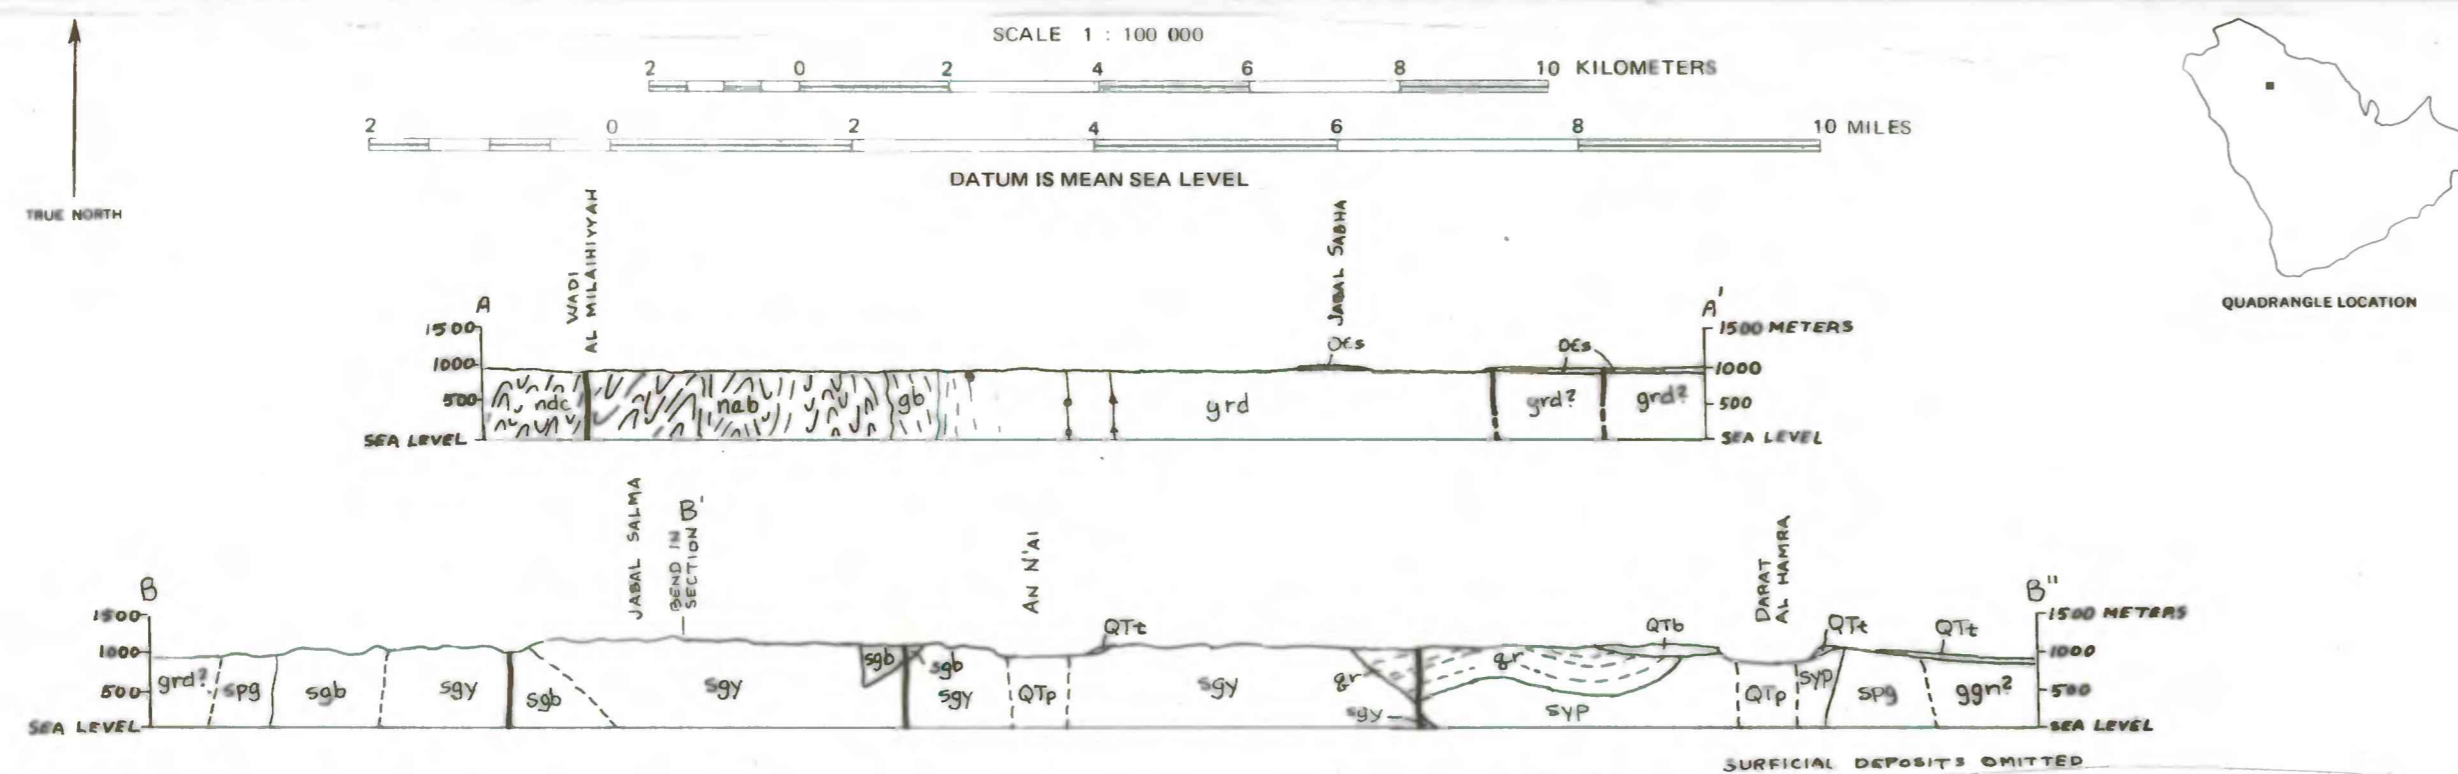 SCALE 1 : 100 000
2 0 2 4 6 8 10 KILOMETERS
2 0 2 4 6 8 10 MILES
DATUM IS MEAN SEA LEVEL
TRUE NORTH
QUADRANGLE LOCATION
WADI
AL MILAIHIYYAH
JABAL SABHA
A A'
1500 1500 METERS
1000 1000
500 500
SEA LEVEL SEA LEVEL
OЄs OЄs
ndc nab gb grd grd? grd?
JABAL SALMA
BEND IN
SECTION B'
AN N'AI
DARAT
AL HAMRA
B B"
1500 1500 METERS
1000 1000
500 500
SEA LEVEL SEA LEVEL
QTt QTb QTt QTt
grd? spg sgb sgy sgb sgy sgb sgb sgy QTp sgy qr sgy qr syp QTp syp spg ggn?
SURFICIAL DEPOSITS OMITTED